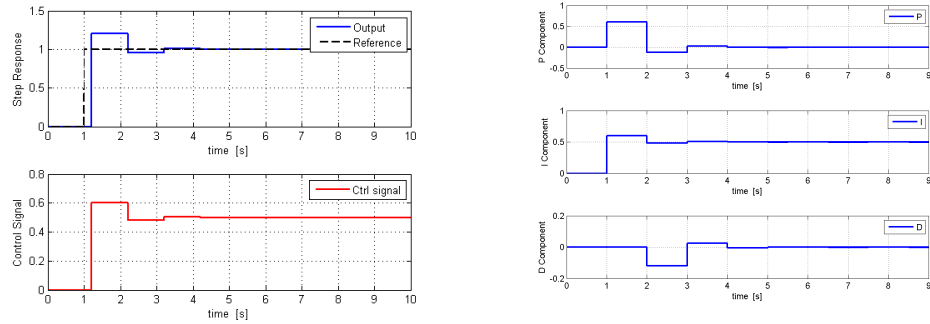 Step Response
1.5
1
0.5
0
Output
Reference
0 1 2 3 4 5 6 7 8 9 10
time [s]
Control Signal
0.8
0.6
0.4
0.2
0
Ctrl signal
0 1 2 3 4 5 6 7 8 9 10
time [s]
P Component
1
0.5
0
-0.5
P
0 1 2 3 4 5 6 7 8 9
time [s]
I Component
1
0.5
0
I
0 1 2 3 4 5 6 7 8 9
time [s]
D Component
0.2
0
-0.2
D
0 1 2 3 4 5 6 7 8 9
time [s]